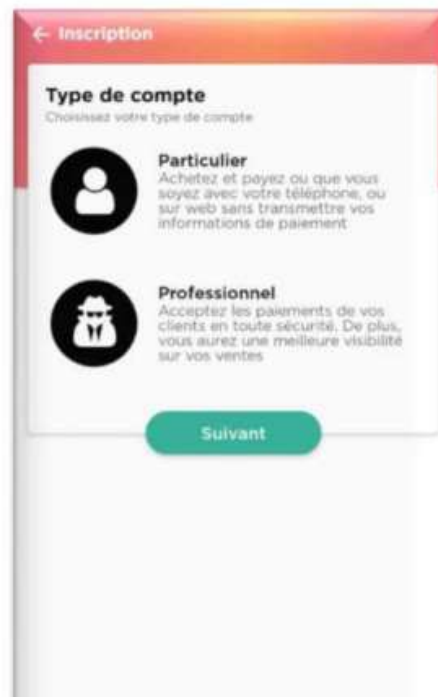 ← Inscription
Type de compte
Choisissez votre type de compte
Particulier
Achetez et payez ou que vous
soyez avec votre téléphone, ou
sur web sans transmettre vos
informations de paiement
Professionnel
Acceptez les paiements de vos
clients en toute sécurité. De plus,
vous aurez une meilleure visibilité
sur vos ventes
Suivant